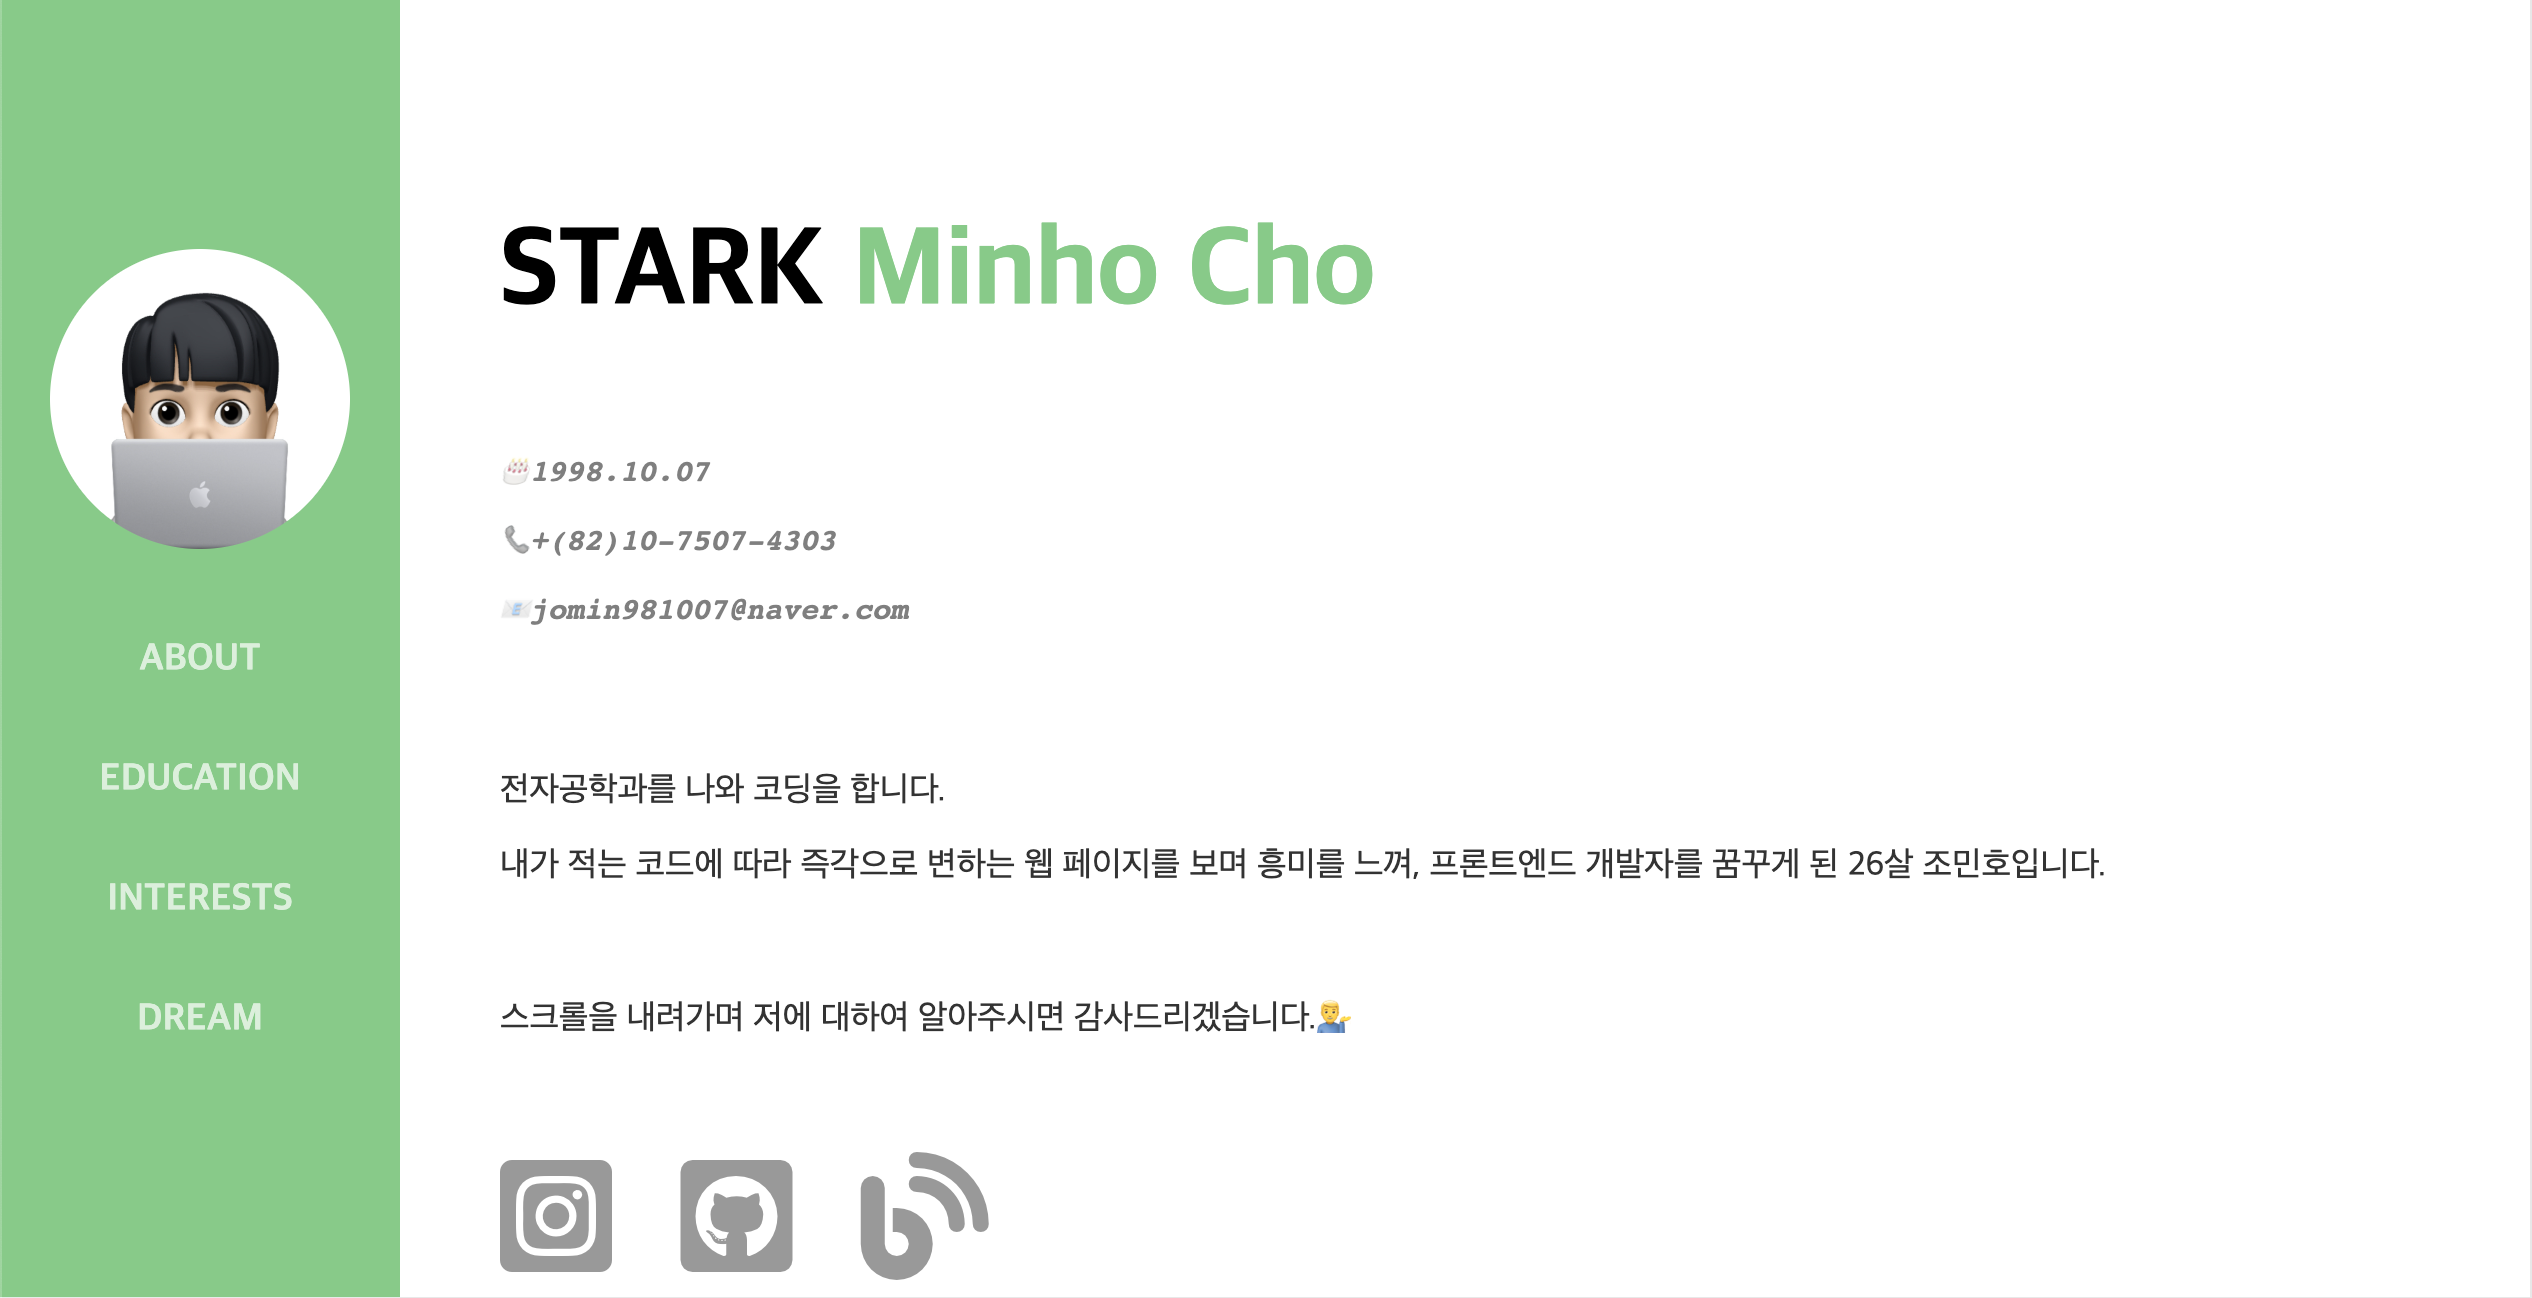 STARK Minho Cho
🎂1998.10.07
📞+(82)10-7507-4303
📧jomin981007@naver.com
ABOUT
EDUCATION
INTERESTS
DREAM
전자공학과를 나와 코딩을 합니다.
내가 적는 코드에 따라 즉각으로 변하는 웹 페이지를 보며 흥미를 느껴, 프론트엔드 개발자를 꿈꾸게 된 26살 조민호입니다.
스크롤을 내려가며 저에 대하여 알아주시면 감사드리겠습니다.💁‍♂️